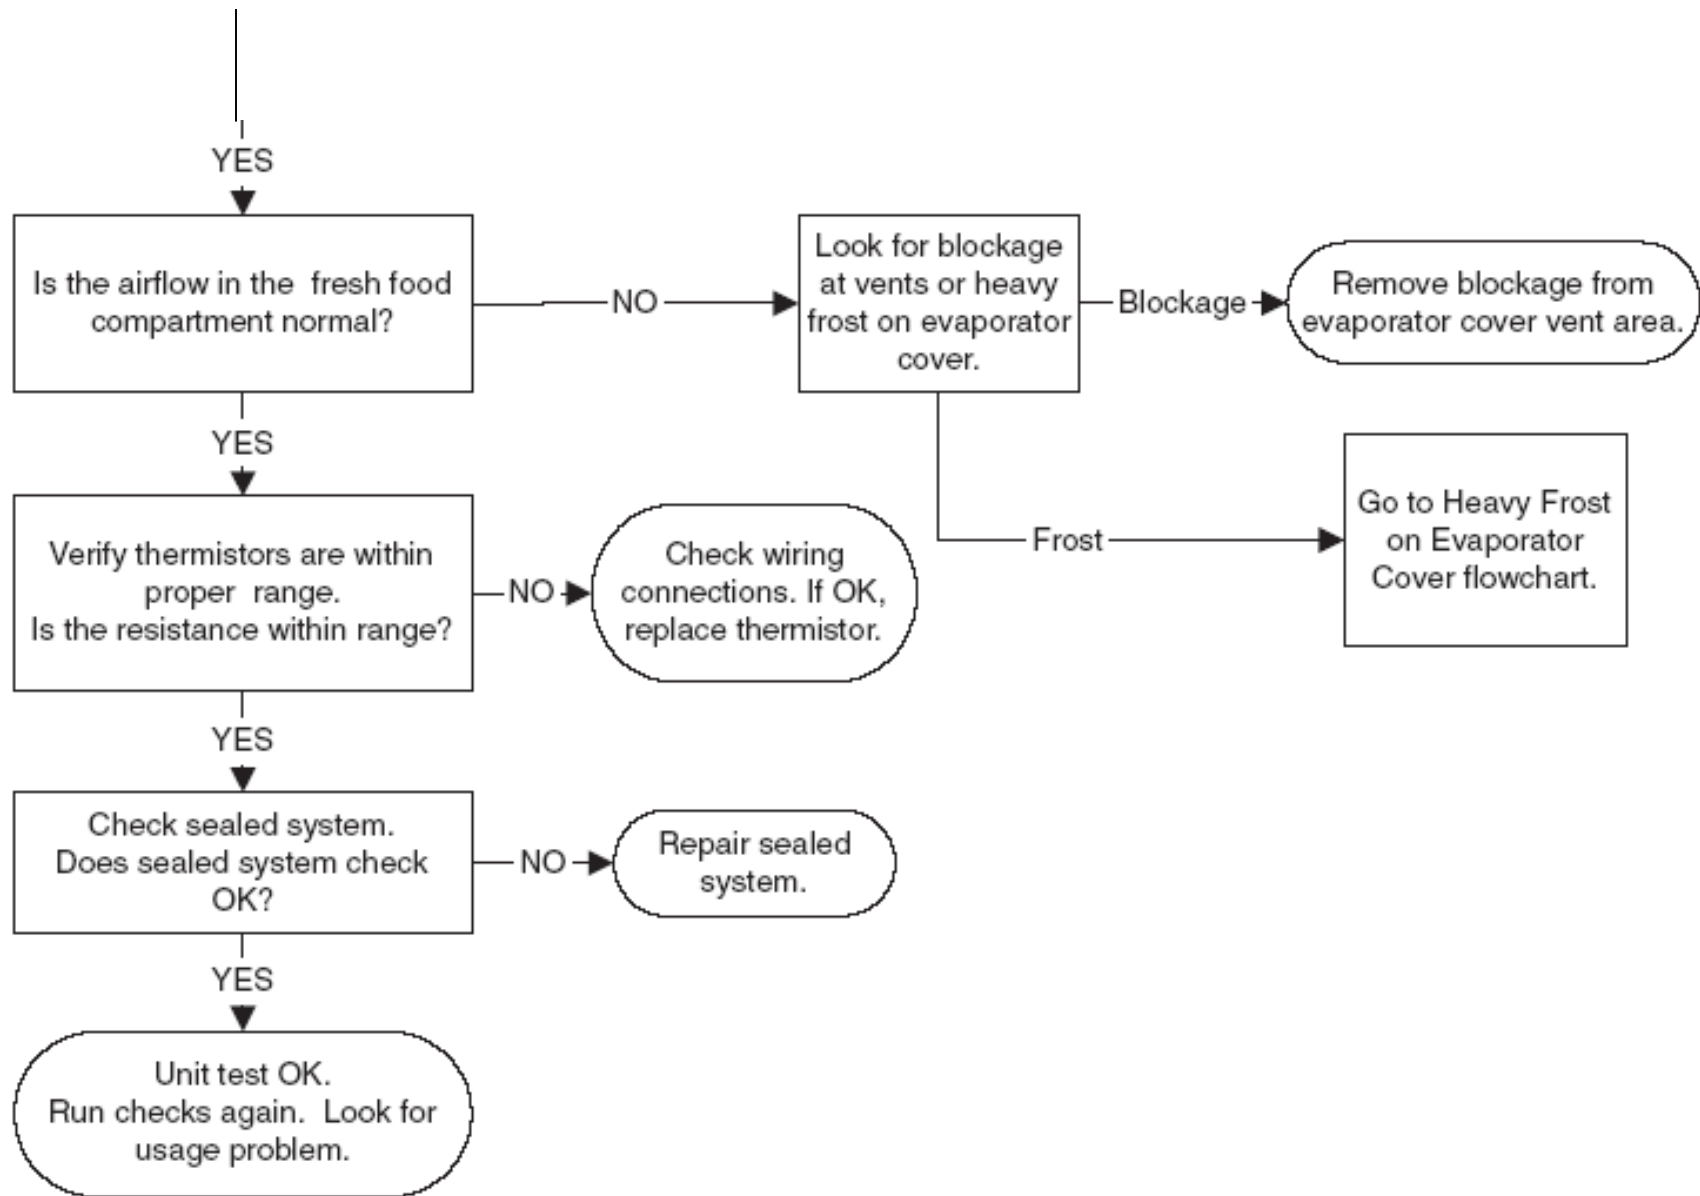 YES
Is the airflow in the fresh food
compartment normal?
NO
Look for blockage
at vents or heavy
frost on evaporator
cover.
Blockage
Remove blockage from
evaporator cover vent area.
Frost
Go to Heavy Frost
on Evaporator
Cover flowchart.
YES
Verify thermistors are within
proper range.
Is the resistance within range?
NO
Check wiring
connections. If OK,
replace thermistor.
YES
Check sealed system.
Does sealed system check
OK?
NO
Repair sealed
system.
YES
Unit test OK.
Run checks again. Look for
usage problem.